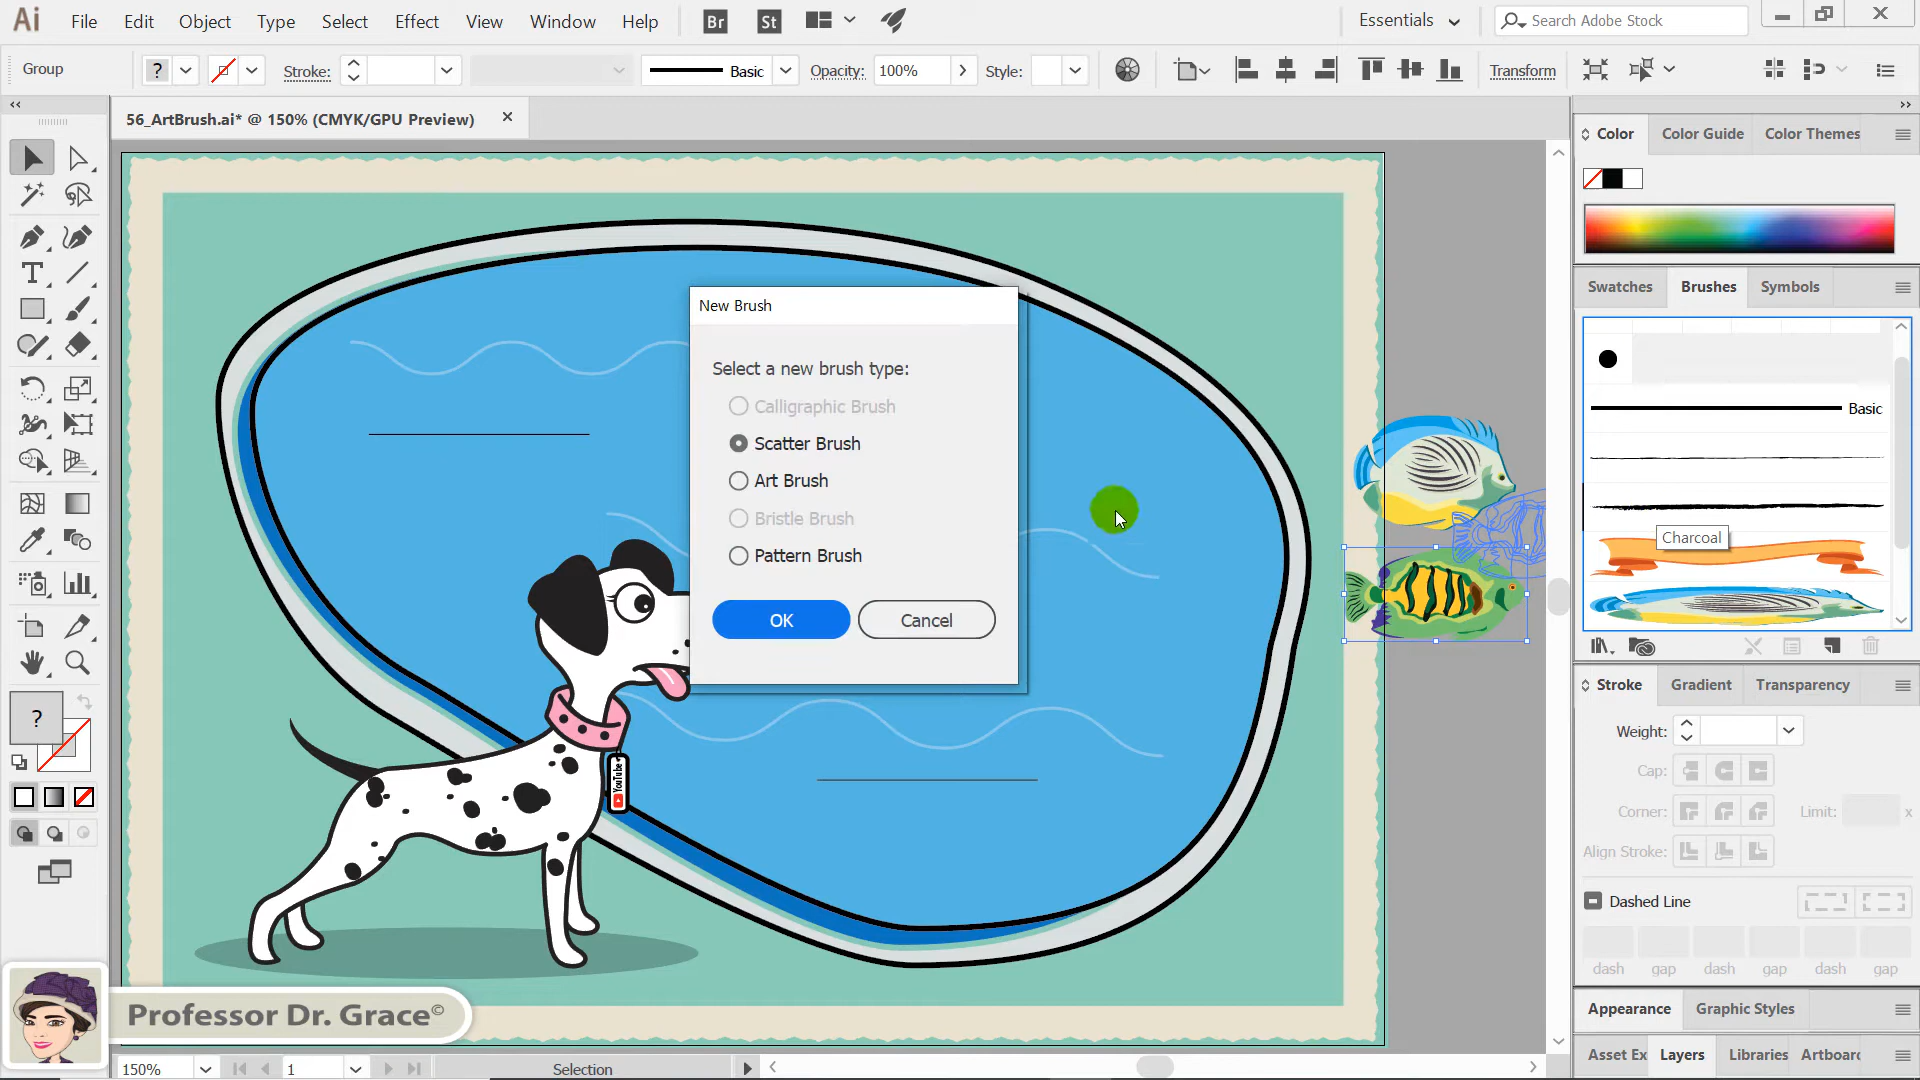 Ai File Edit Object Type Select Effect View Window Help Br St Essentials Search Adobe Stock
Group ? Stroke: Basic Opacity: 100% Style: Transform
56_ArtBrush.ai* @ 150% (CMYK/GPU Preview)
Color Color Guide Color Themes
Swatches Brushes Symbols
Basic
Charcoal
New Brush
Select a new brush type:
Calligraphic Brush
Scatter Brush
Art Brush
Bristle Brush
Pattern Brush
OK Cancel
?
YouTube
Stroke Gradient Transparency
Weight:
Cap:
Corner: Limit: x
Align Stroke:
Dashed Line
dash gap dash gap dash gap
Appearance Graphic Styles
Asset Ex Layers Libraries Artboard
Professor Dr. Grace©
150% 1 Selection